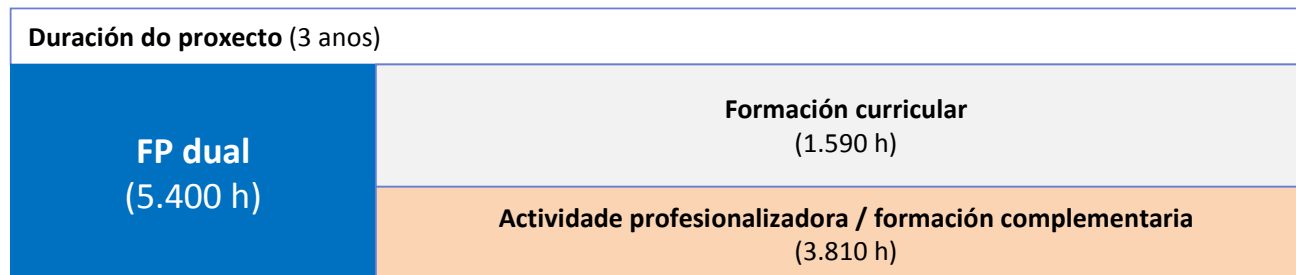 Duración do proxecto (3 anos)
FP dual
(5.400 h)
Formación curricular
(1.590 h)
Actividade profesionalizadora / formación complementaria
(3.810 h)